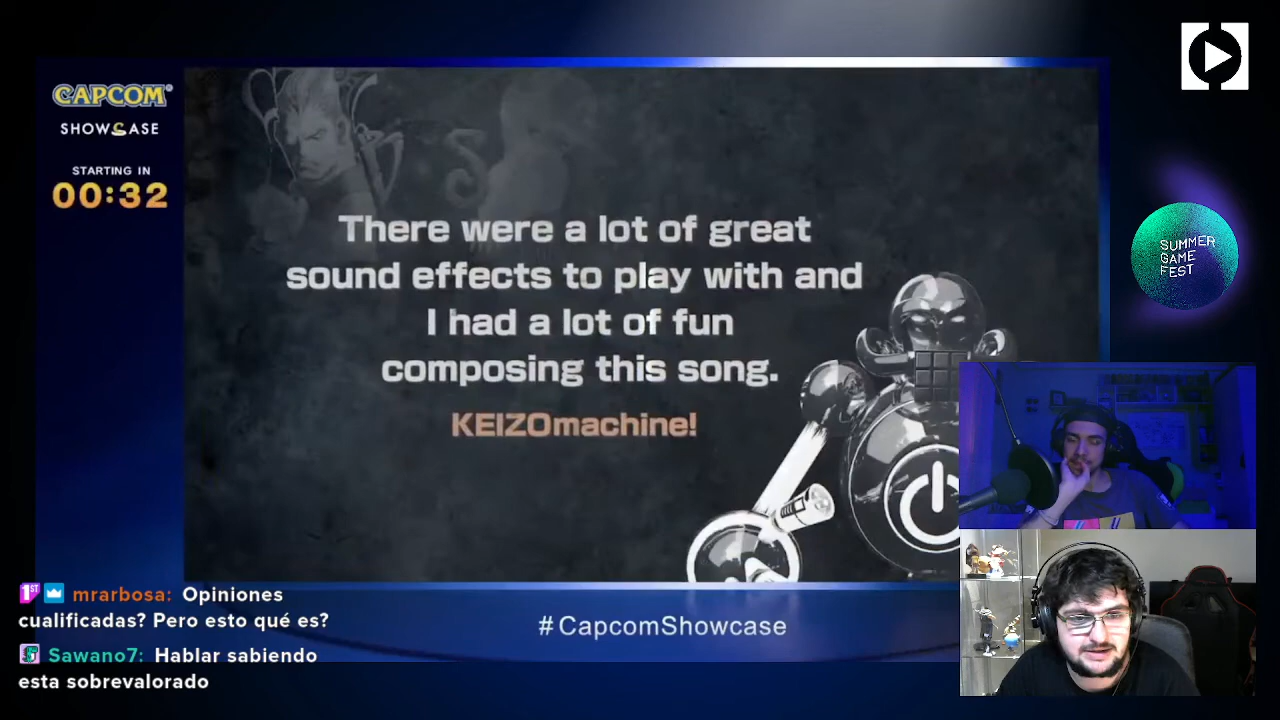 CAPCOM
SHOWCASE
STARTING IN
00:32
There were a lot of great
sound effects to play with and
I had a lot of fun
composing this song.
KEIZOmachine!
SUMMER
GAME
FEST
1ST mrarbosa: Opiniones
cualificadas? Pero esto qué es?
Sawano7: Hablar sabiendo
esta sobrevalorado
#CapcomShowcase